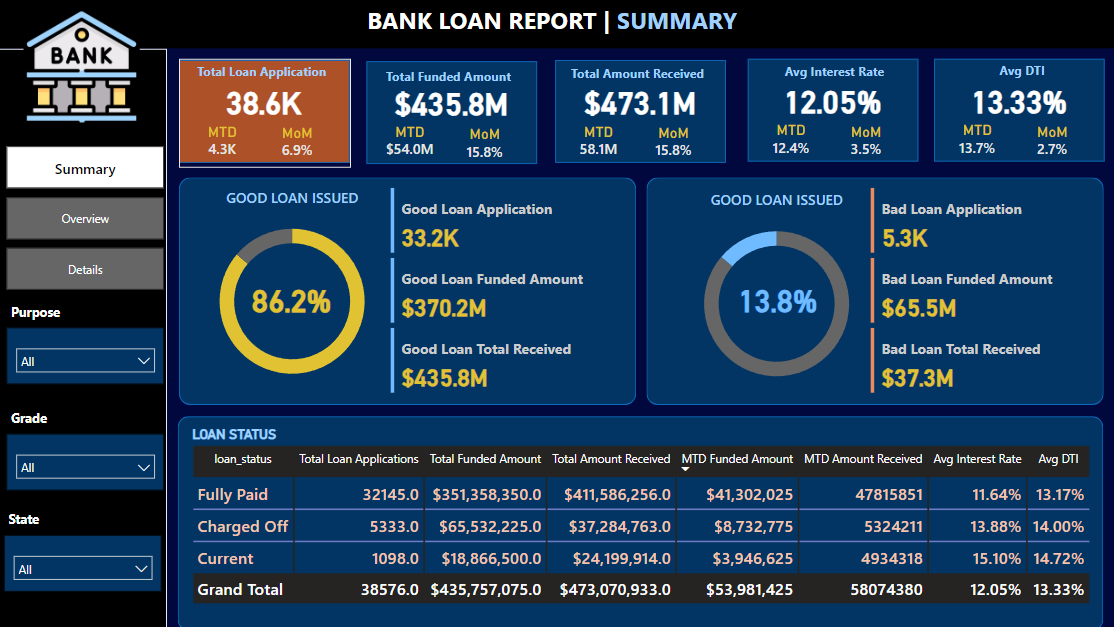 BANK LOAN REPORT | SUMMARY
BANK
Summary
Overview
Details
Purpose
All
Grade
All
State
All
Total Loan Application
38.6K
MTD MoM
4.3K 6.9%
Total Funded Amount
$435.8M
MTD MoM
$54.0M 15.8%
Total Amount Received
$473.1M
MTD MoM
58.1M 15.8%
Avg Interest Rate
12.05%
MTD MoM
12.4% 3.5%
Avg DTI
13.33%
MTD MoM
13.7% 2.7%
GOOD LOAN ISSUED
86.2%
Good Loan Application
33.2K
Good Loan Funded Amount
$370.2M
Good Loan Total Received
$435.8M
GOOD LOAN ISSUED
13.8%
Bad Loan Application
5.3K
Bad Loan Funded Amount
$65.5M
Bad Loan Total Received
$37.3M
LOAN STATUS
loan_status Total Loan Applications Total Funded Amount Total Amount Received MTD Funded Amount MTD Amount Received Avg Interest Rate Avg DTI
Fully Paid 32145.0 $351,358,350.0 $411,586,256.0 $41,302,025 47815851 11.64% 13.17%
Charged Off 5333.0 $65,532,225.0 $37,284,763.0 $8,732,775 5324211 13.88% 14.00%
Current 1098.0 $18,866,500.0 $24,199,914.0 $3,946,625 4934318 15.10% 14.72%
Grand Total 38576.0 $435,757,075.0 $473,070,933.0 $53,981,425 58074380 12.05% 13.33%